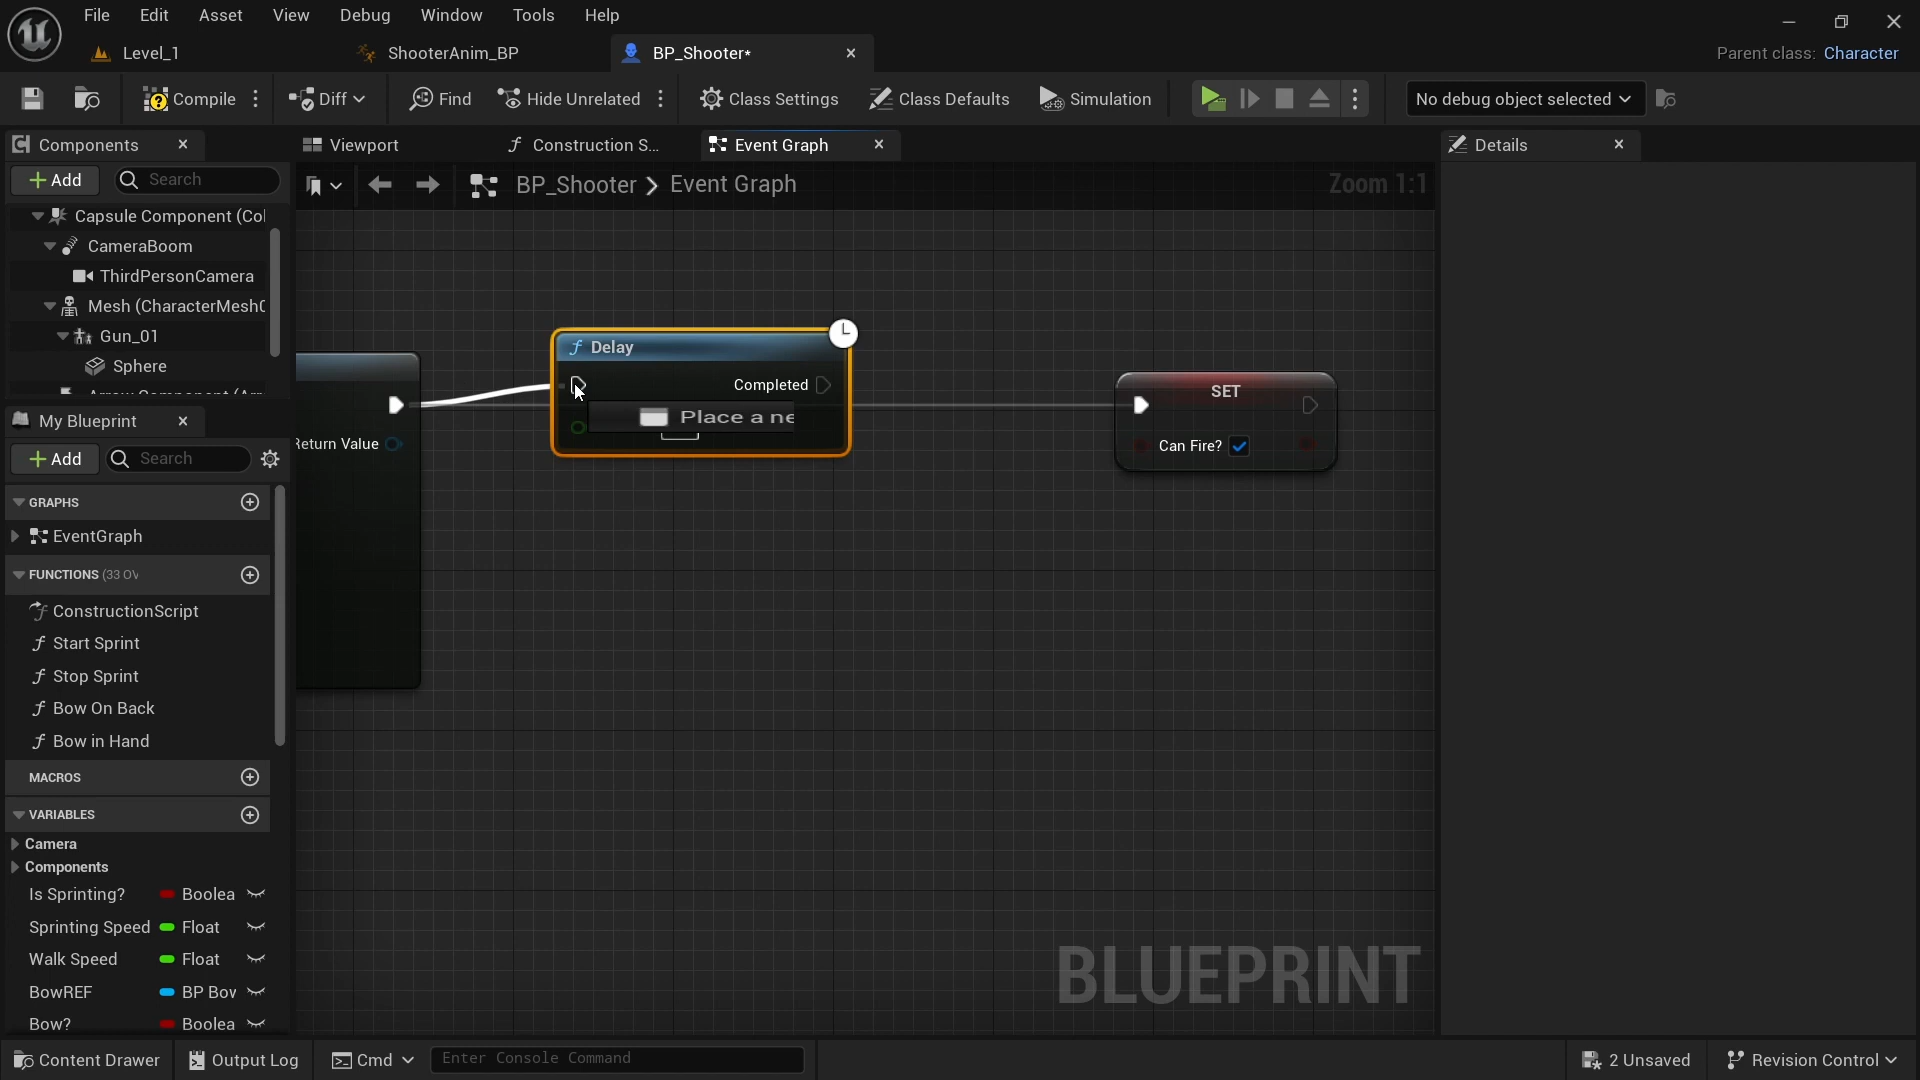 File Edit Asset View Debug Window Tools Help
Level_1 ShooterAnim_BP BP_Shooter* Parent class: Character
Compile Diff Find Hide Unrelated Class Settings Class Defaults Simulation No debug object selected
Components Viewport Construction S... Event Graph Details
Add Search BP_Shooter > Event Graph Zoom 1:1
Capsule Component (Col
CameraBoom
ThirdPersonCamera
Mesh (CharacterMesh0
Gun_01
Sphere
My Blueprint
Add Search
GRAPHS
EventGraph
FUNCTIONS (33 OV
ConstructionScript
Start Sprint
Stop Sprint
Bow On Back
Bow in Hand
MACROS
VARIABLES
Camera
Components
Is Sprinting? Boolea
Sprinting Speed Float
Walk Speed Float
BowREF BP Bow
Bow? Boolea
Return Value
Delay
Completed
Place a ne
SET
Can Fire?
BLUEPRINT
Content Drawer Output Log Cmd Enter Console Command 2 Unsaved Revision Control